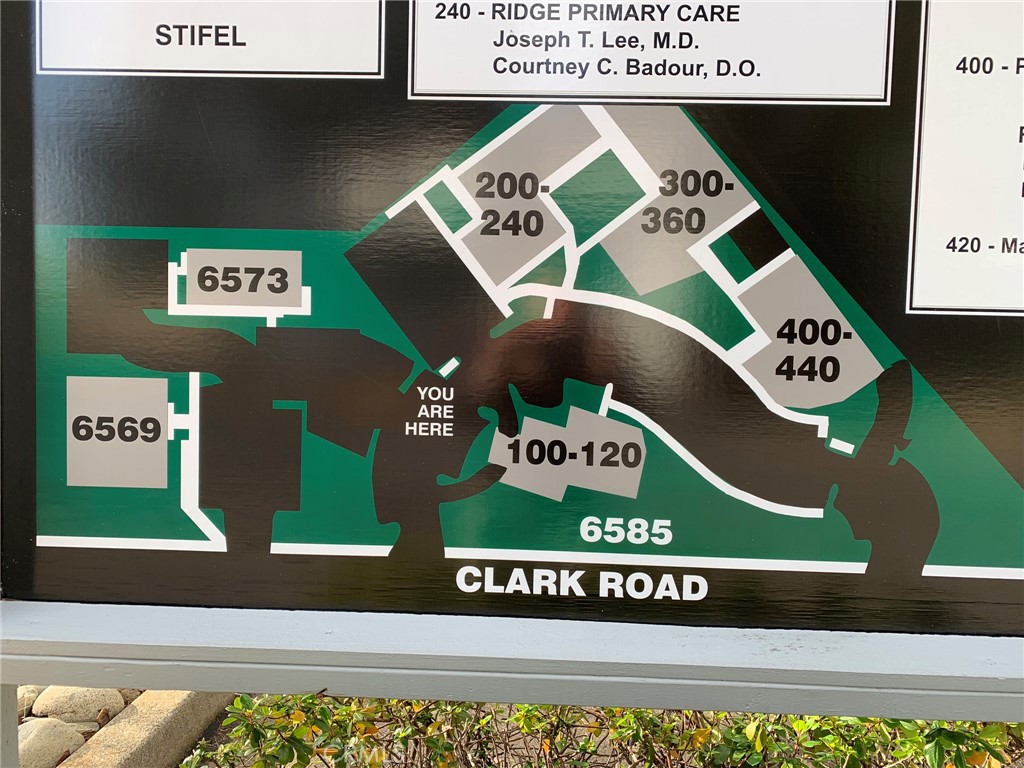 STIFEL
240 - RIDGE PRIMARY CARE
Joseph T. Lee, M.D.
Courtney C. Badour, D.O.
400 -
420 -
200-
240
300-
360
400-
440
6573
6569
YOU
ARE
HERE
100-120
6585
CLARK ROAD